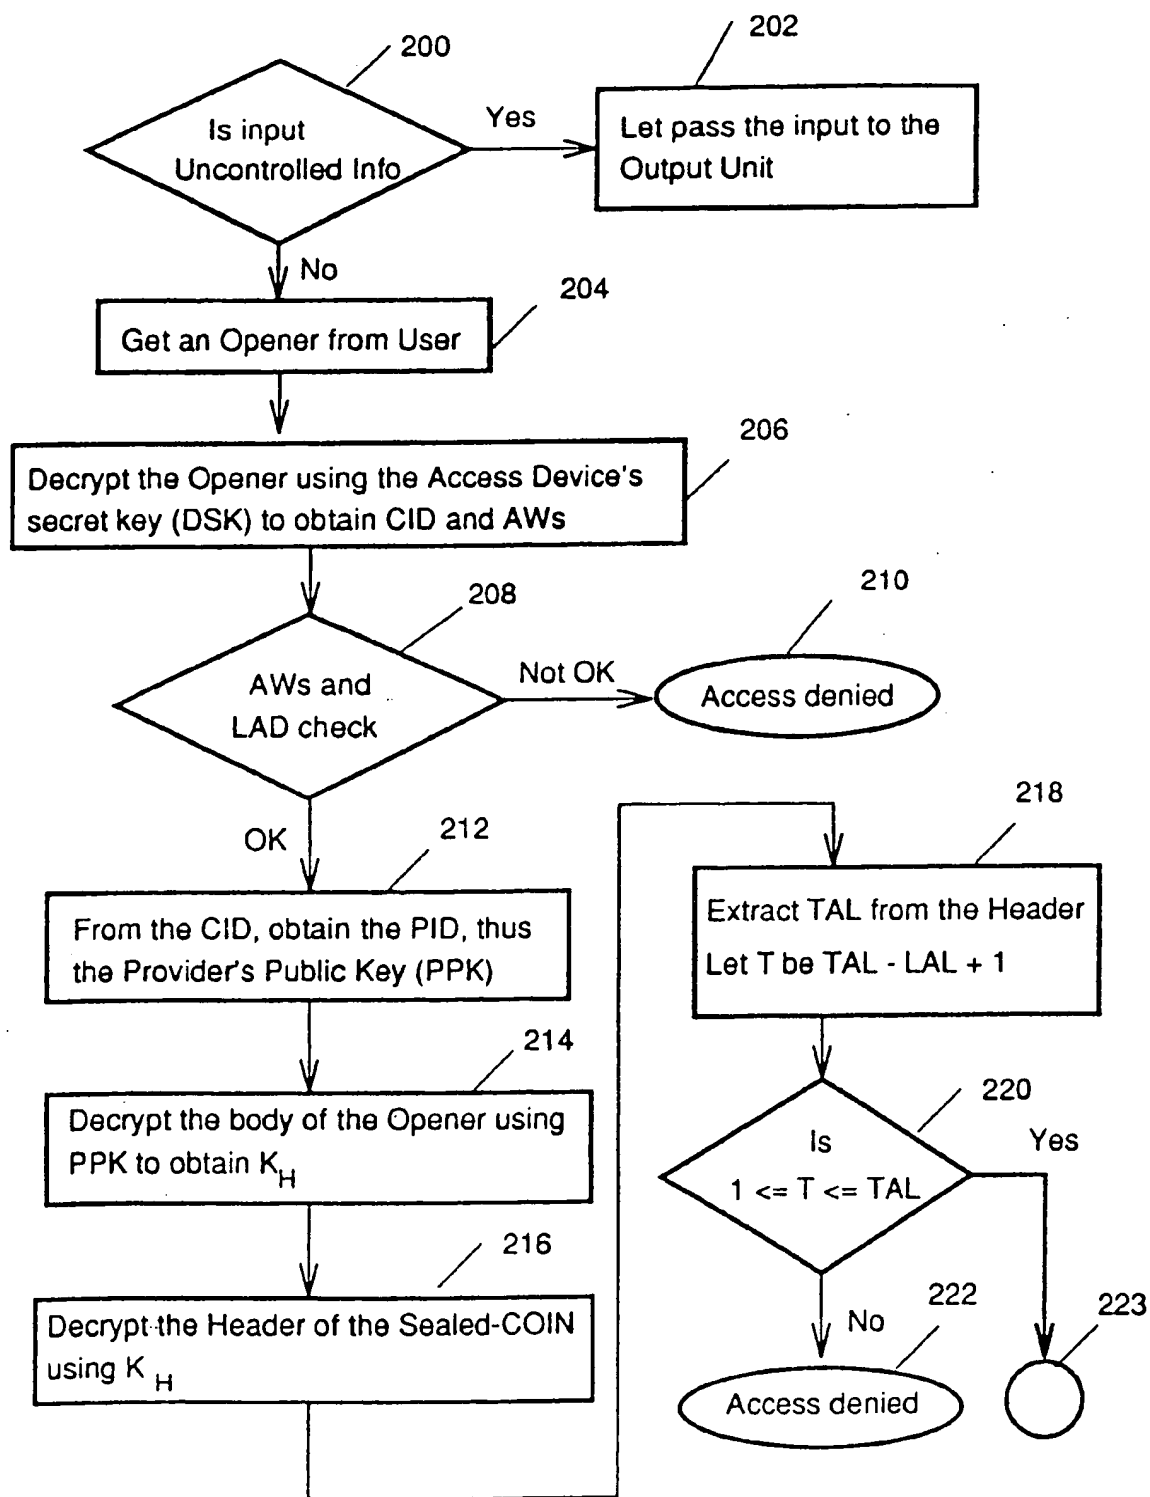 200
Is input
Uncontrolled Info
Yes
202
Let pass the input to the
Output Unit
No
204
Get an Opener from User
206
Decrypt the Opener using the Access Device's
secret key (DSK) to obtain CID and AWs
208
AWs and
LAD check
Not OK
210
Access denied
OK
212
From the CID, obtain the PID, thus
the Provider's Public Key (PPK)
214
Decrypt the body of the Opener using
PPK to obtain K H
216
Decrypt the Header of the Sealed-COIN
using K H
218
Extract TAL from the Header
Let T be TAL - LAL + 1
220
Is
1 <= T <= TAL
Yes
No
222
Access denied
223